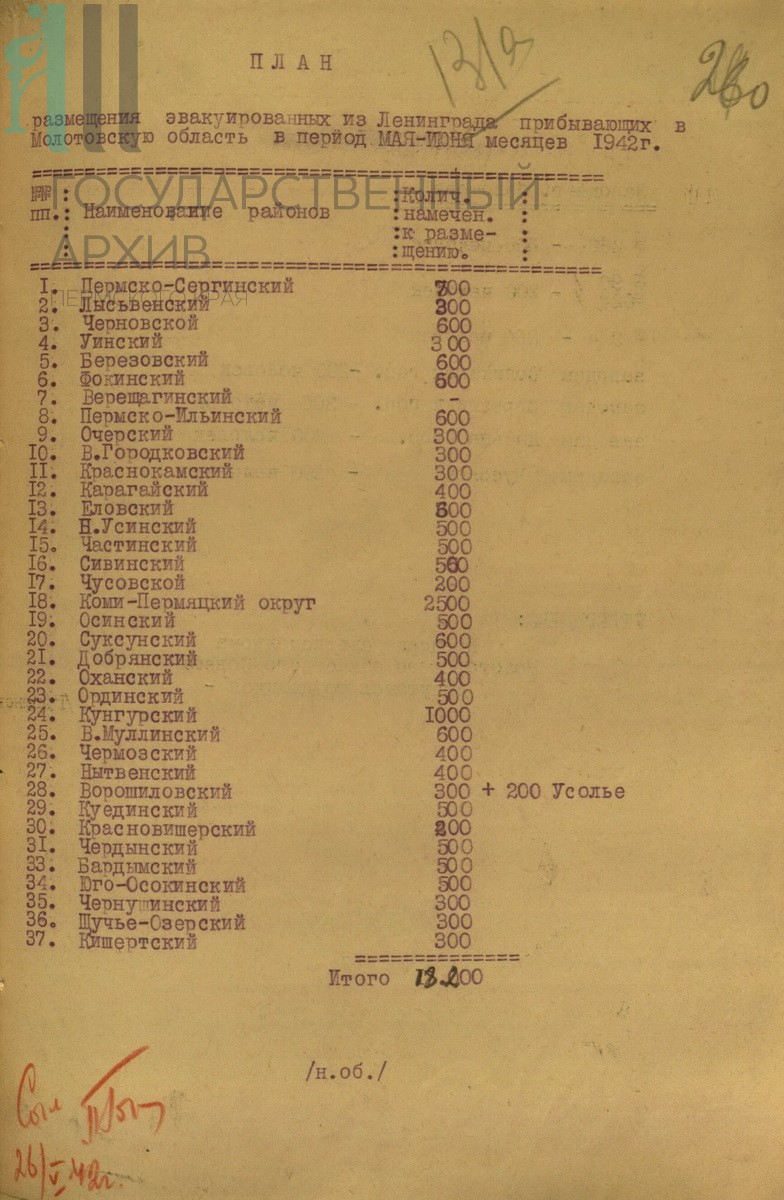 131а
260
ПЛАН
размещения эвакуированных из Ленинграда прибывающих в
Молотовскую область в период МАЯ-ИЮНЯ месяцев 1942г.
№№ : :Колич. :
пп.: Наименование районов :намечен. :
: :к разме- :
: :щению. :
ГОСУДАРСТВЕННЫЙ
АРХИВ
ПЕРМСКОГО КРАЯ
1. Пермско-Сергинский 700
2. Лысьвенский 300
3. Черновской 600
4. Уинский 300
5. Березовский 600
6. Фокинский 600
7. Верещагинский -
8. Пермско-Ильинский 600
9. Очерский 300
10. В.Городковский 300
11. Краснокамский 300
12. Карагайский 400
13. Еловский 600
14. Н.Усинский 500
15. Частинский 500
16. Сивинский 500
17. Чусовской 200
18. Коми-Пермяцкий округ 2500
19. Осинский 500
20. Суксунский 600
21. Добрянский 500
22. Оханский 400
23. Ординский 500
24. Кунгурский 1000
25. В.Муллинский 600
26. Чермозский 400
27. Нытвенский 400
28. Ворошиловский 300 + 200 Усолье
29. Куединский 500
30. Красновишерский 200
31. Чердынский 500
33. Бардымский 500
34. Юго-Осокинский 500
35. Чернушинский 300
36. Щучье-Озерский 300
37. Кишертский 300
Итого 18.200
/н.об./
26/V 42г.